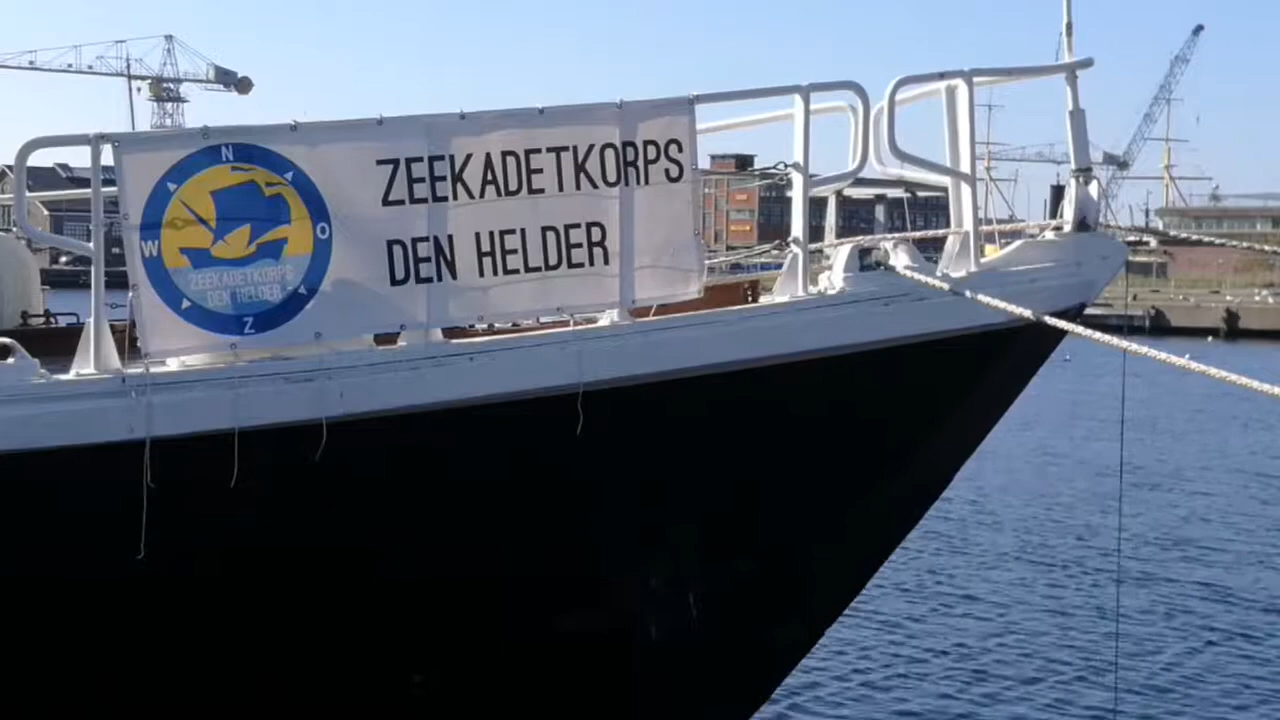 N
W
O
Z
ZEEKADETKORPS
DEN HELDER
ZEEKADETKORPS
DEN HELDER